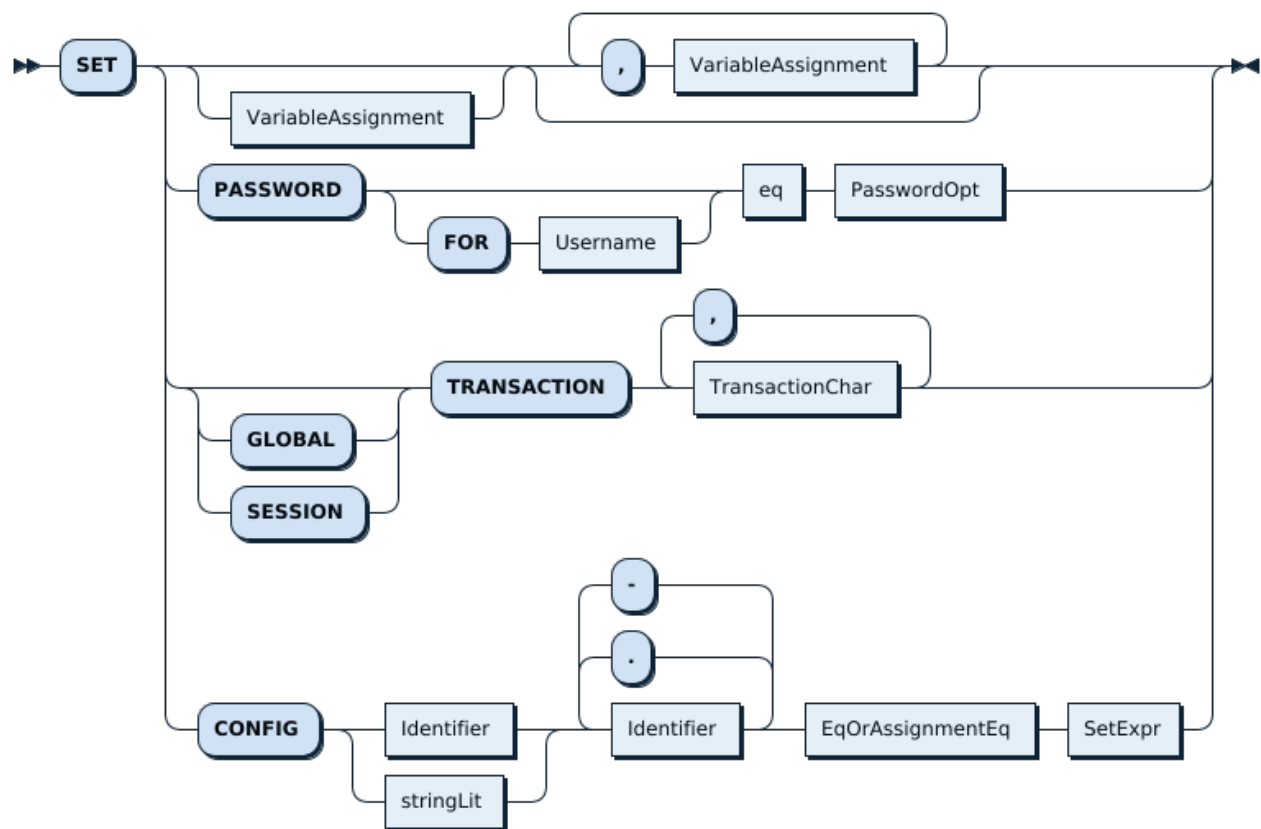 SET
,
VariableAssignment
VariableAssignment
PASSWORD
eq
PasswordOpt
FOR
Username
,
TRANSACTION
TransactionChar
GLOBAL
SESSION
-
.
CONFIG
Identifier
Identifier
EqOrAssignmentEq
SetExpr
stringLit